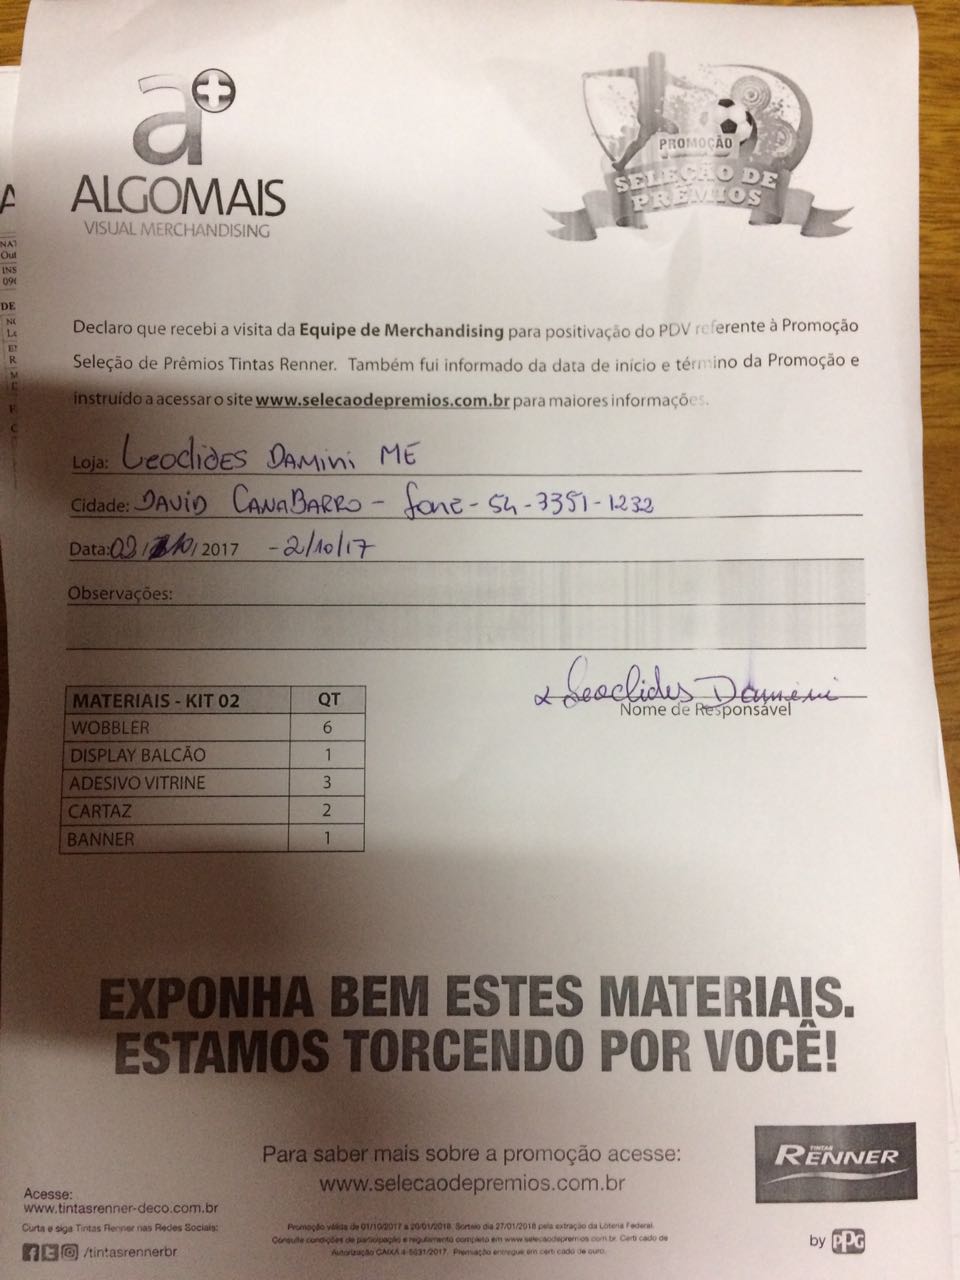 a+
ALGOMAIS
VISUAL MERCHANDISING
PROMOÇÃO
SELEÇÃO DE
PRÊMIOS
Declaro que recebi a visita da Equipe de Merchandising para positivação do PDV referente à Promoção
Seleção de Prêmios Tintas Renner. Também fui informado da data de início e término da Promoção e
instruído a acessar o site www.selecaodepremios.com.br para maiores informações.
Loja: Leoclides Damini ME
Cidade: David Canabarro - fone - 54-3351-1232
Data: 02/10/2017 - 2/10/17
Observações:
x Leoclides Damini
Nome de Responsável
MATERIAIS - KIT 02 QT
WOBBLER 6
DISPLAY BALCÃO 1
ADESIVO VITRINE 3
CARTAZ 2
BANNER 1
EXPONHA BEM ESTES MATERIAIS.
ESTAMOS TORCENDO POR VOCÊ!
Para saber mais sobre a promoção acesse:
www.selecaodepremios.com.br
TINTAS
RENNER
by PPG
Acesse:
www.tintasrenner-deco.com.br
Curta e siga Tintas Renner nas Redes Sociais:
/tintasrennerbr
Promoção válida de 01/10/2017 a 20/01/2018. Sorteio dia 27/01/2018 pela extração da Loteria Federal.
Consulte condições de participação e regulamento completo em www.selecaodepremios.com.br. Certificado de
Autorização CAIXA 4-5531/2017. Premiação entregue em certificado de ouro.